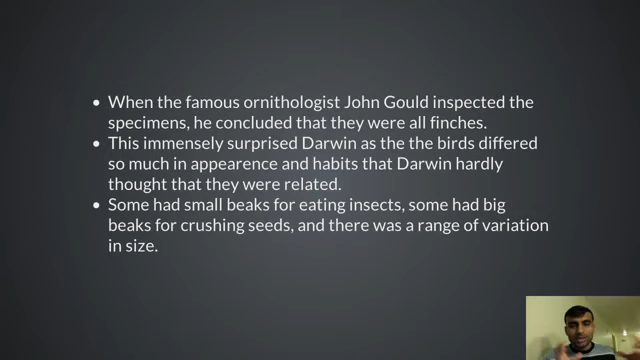 • When the famous ornithologist John Gould inspected the
specimens, he concluded that they were all finches.
• This immensely surprised Darwin as the the birds differed
so much in appearence and habits that Darwin hardly
thought that they were related.
• Some had small beaks for eating insects, some had big
beaks for crushing seeds, and there was a range of variation
in size.